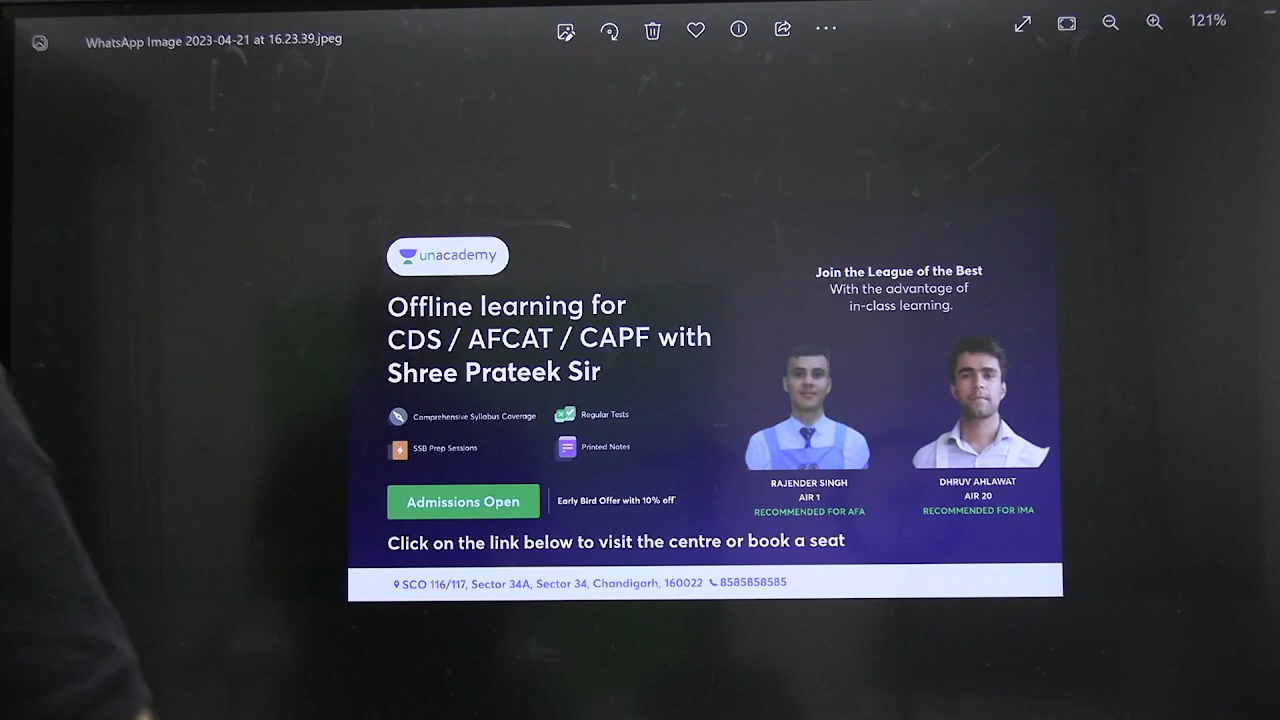 WhatsApp Image 2023-04-21 at 16.23.39.jpeg
121%
unacademy
Offline learning for
CDS / AFCAT / CAPF with
Shree Prateek Sir
Comprehensive Syllabus Coverage
Regular Tests
SSB Prep Sessions
Printed Notes
Admissions Open
Early Bird Offer with 10% off
Join the League of the Best
With the advantage of
in-class learning.
RAJENDER SINGH
AIR 1
RECOMMENDED FOR AFA
DHRUV AHLAWAT
AIR 20
RECOMMENDED FOR IMA
Click on the link below to visit the centre or book a seat
SCO 116/117, Sector 34A, Sector 34, Chandigarh, 160022 8585858585